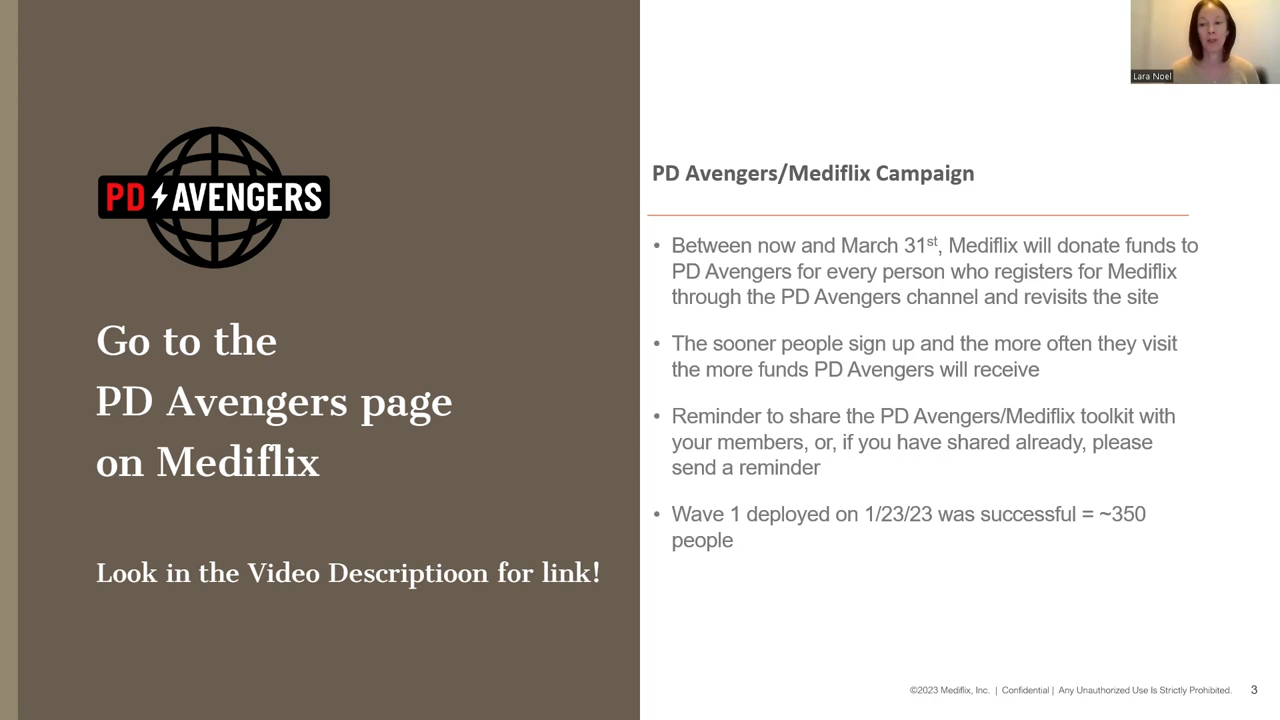 PD AVENGERS
Go to the
PD Avengers page
on Mediflix
Look in the Video Descriptioon for link!
Lara Noel
PD Avengers/Mediflix Campaign
• Between now and March 31st, Mediflix will donate funds to
PD Avengers for every person who registers for Mediflix
through the PD Avengers channel and revisits the site
• The sooner people sign up and the more often they visit
the more funds PD Avengers will receive
• Reminder to share the PD Avengers/Mediflix toolkit with
your members, or, if you have shared already, please
send a reminder
• Wave 1 deployed on 1/23/23 was successful = ~350
people
©2023 Mediflix, Inc. | Confidential | Any Unauthorized Use Is Strictly Prohibited. 3